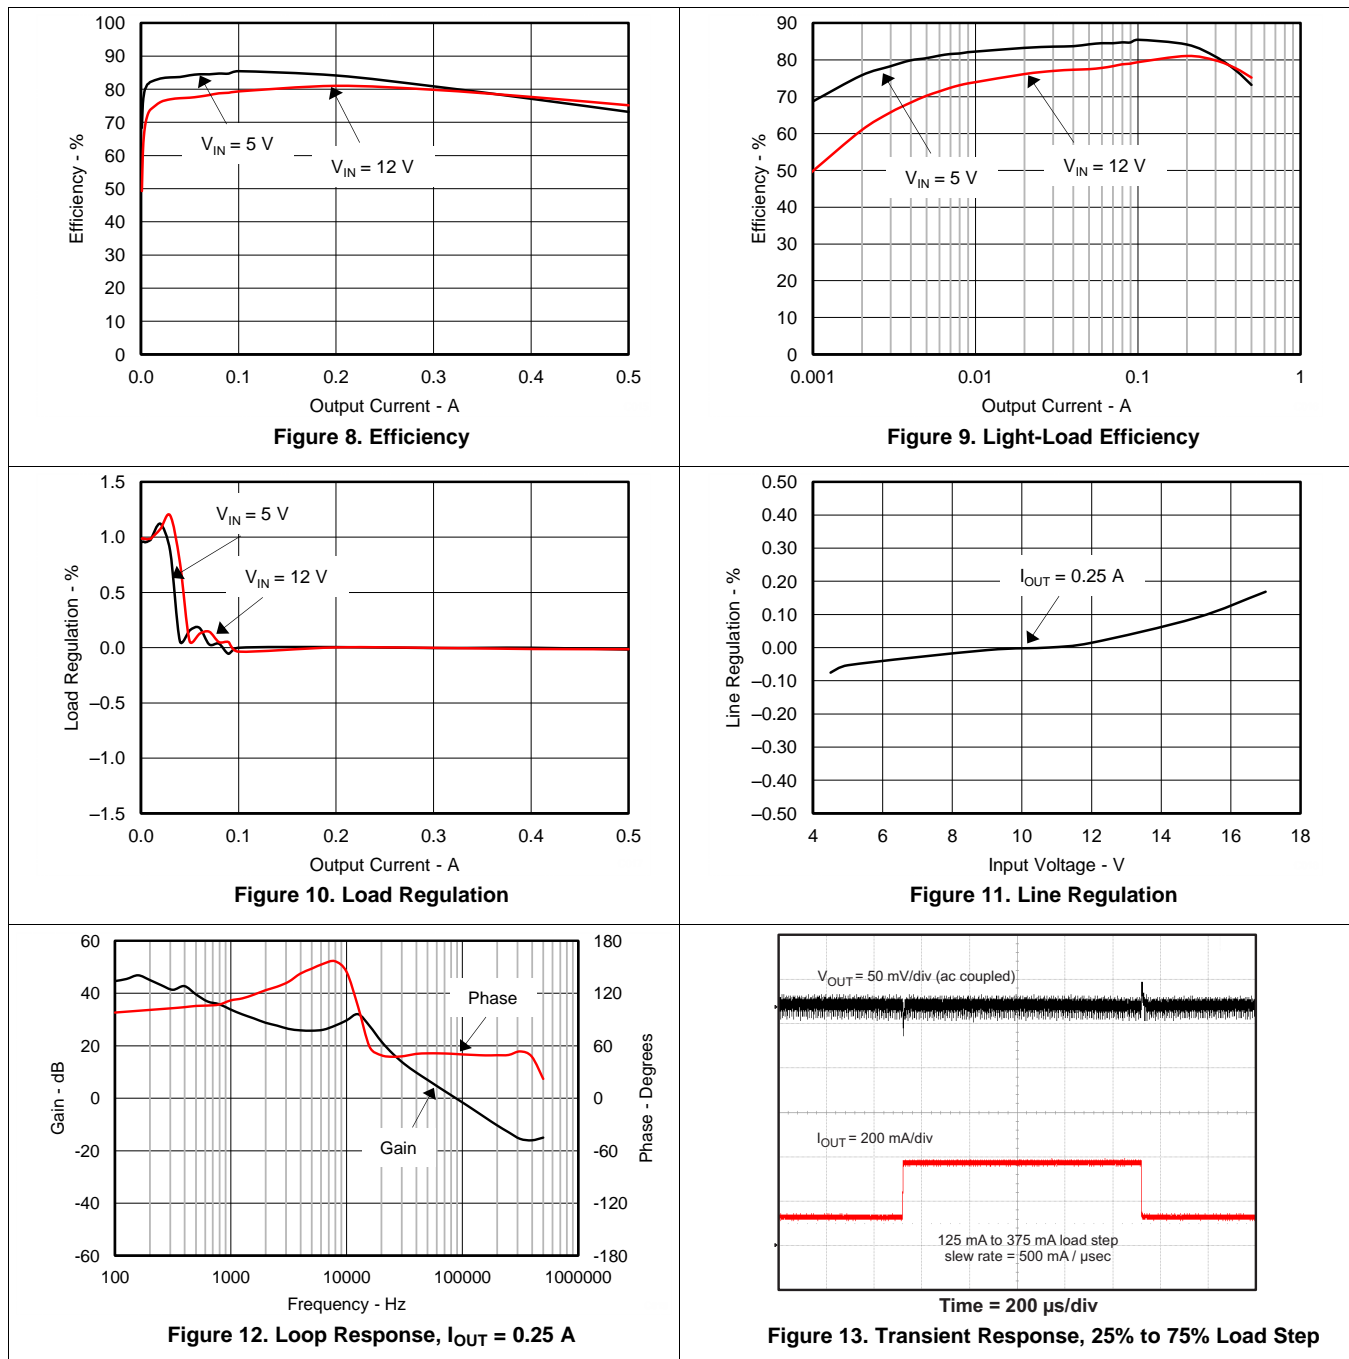 100
90
80
70
60
50
40
30
20
10
0
Efficiency - %
V_IN = 5 V
V_IN = 12 V
0.0 0.1 0.2 0.3 0.4 0.5
Output Current - A
Figure 8. Efficiency
90
80
70
60
50
40
30
20
10
0
Efficiency - %
V_IN = 5 V
V_IN = 12 V
0.001 0.01 0.1 1
Output Current - A
Figure 9. Light-Load Efficiency
1.5
1.0
0.5
0.0
–0.5
–1.0
–1.5
Load Regulation - %
V_IN = 5 V
V_IN = 12 V
0.0 0.1 0.2 0.3 0.4 0.5
Output Current - A
Figure 10. Load Regulation
0.50
0.40
0.30
0.20
0.10
0.00
–0.10
–0.20
–0.30
–0.40
–0.50
Line Regulation - %
I_OUT = 0.25 A
4 6 8 10 12 14 16 18
Input Voltage - V
Figure 11. Line Regulation
60
40
20
0
-20
-40
-60
Gain - dB
Phase
Gain
180
120
60
0
-60
-120
-180
Phase - Degrees
100 1000 10000 100000 1000000
Frequency - Hz
Figure 12. Loop Response, I_OUT = 0.25 A
V_OUT = 50 mV/div (ac coupled)
I_OUT = 200 mA/div
125 mA to 375 mA load step
slew rate = 500 mA / µsec
Time = 200 µs/div
Figure 13. Transient Response, 25% to 75% Load Step